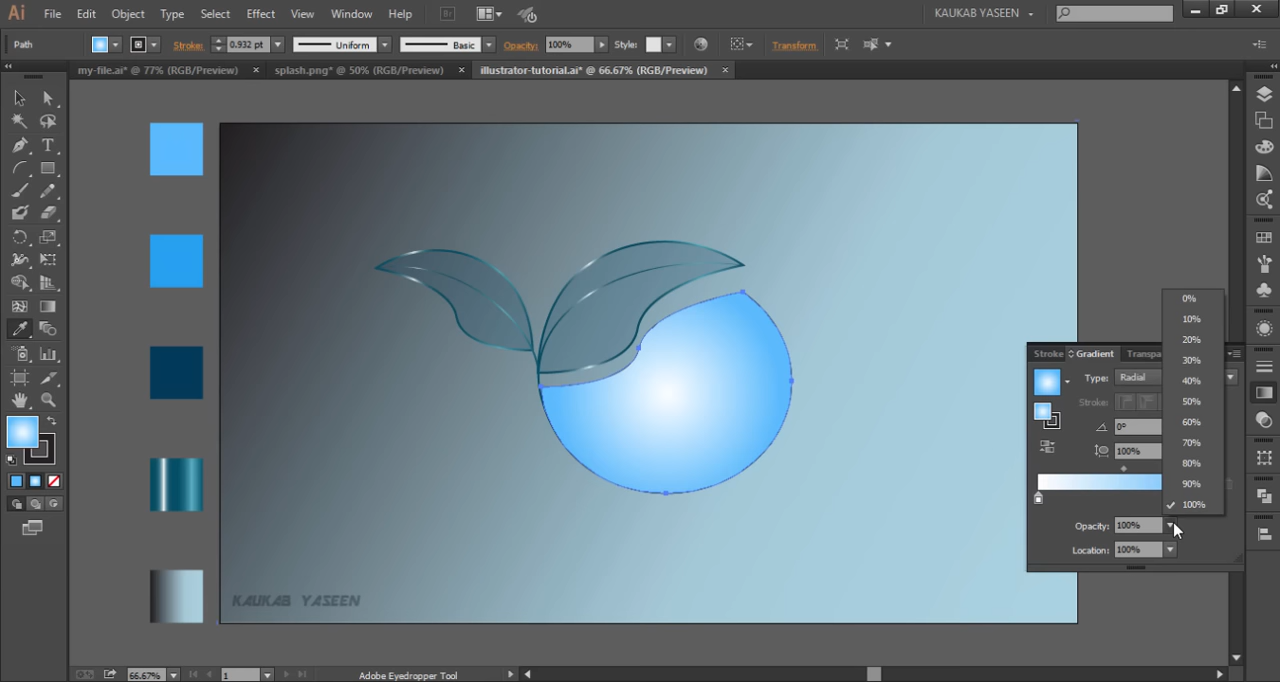 Ai File Edit Object Type Select Effect View Window Help Br KAUKAB YASEEN
Path Stroke: 0.932 pt Uniform Basic Opacity: 100% Style: Transform
my-file.ai* @ 77% (RGB/Preview) × splash.png* @ 50% (RGB/Preview) × illustrator-tutorial.ai* @ 66.67% (RGB/Preview) ×
0%
10%
20%
30%
40%
50%
60%
70%
80%
90%
100%
Stroke Gradient Transpa
Type: Radial
Stroke:
0°
100%
Opacity: 100%
Location: 100%
KAUKAB YASEEN
66.67% 1 Adobe Eyedropper Tool